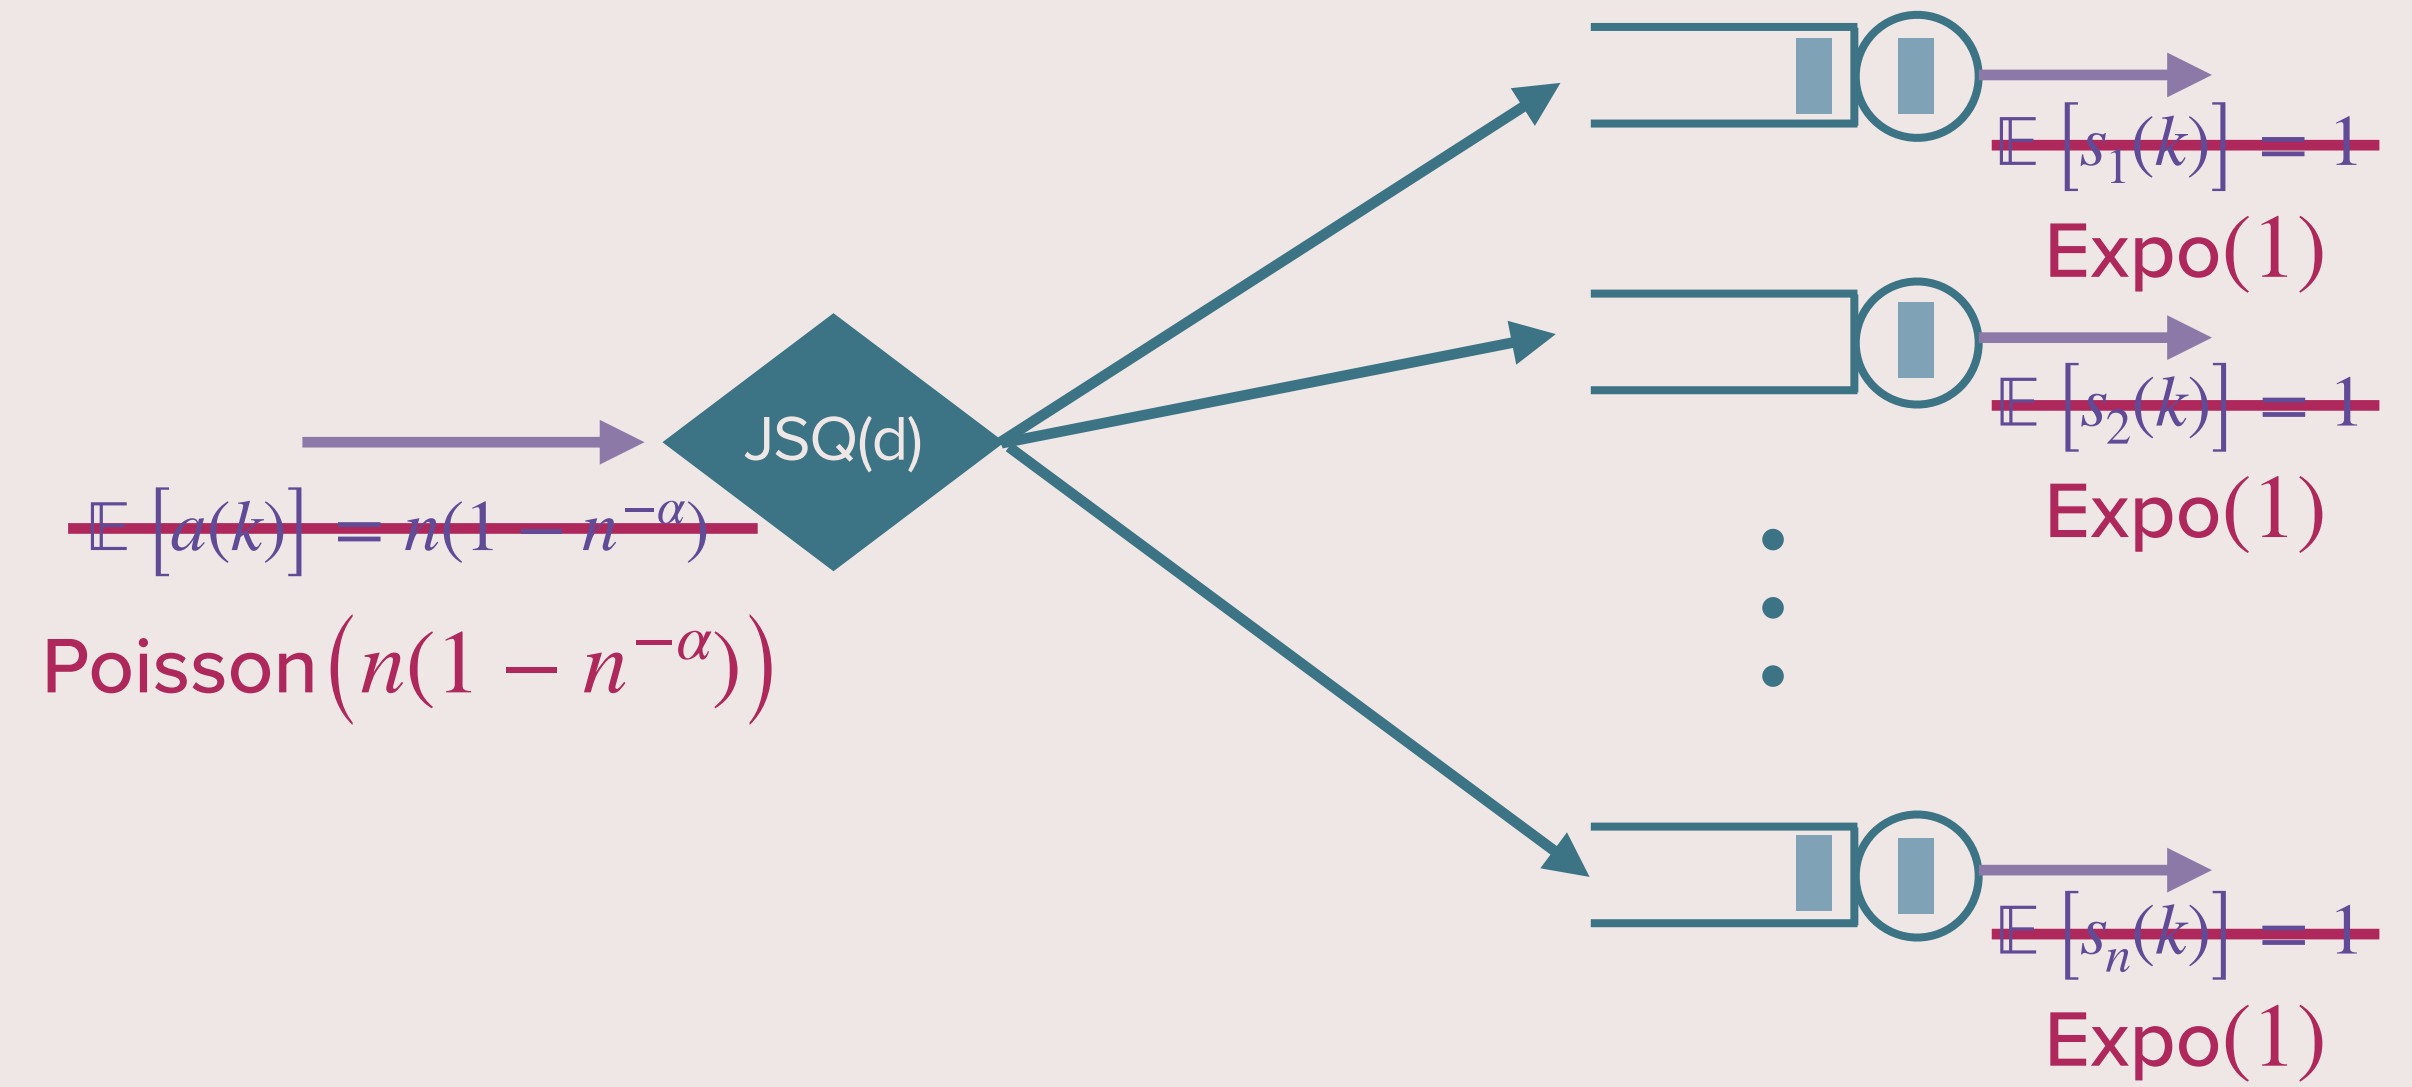 𝔼[s₁(k)] = 1
Expo(1)
JSQ(d)
𝔼[s₂(k)] = 1
Expo(1)
𝔼[a(k)] = n(1 − n^{−α})
Poisson(n(1 − n^{−α}))
𝔼[sₙ(k)] = 1
Expo(1)